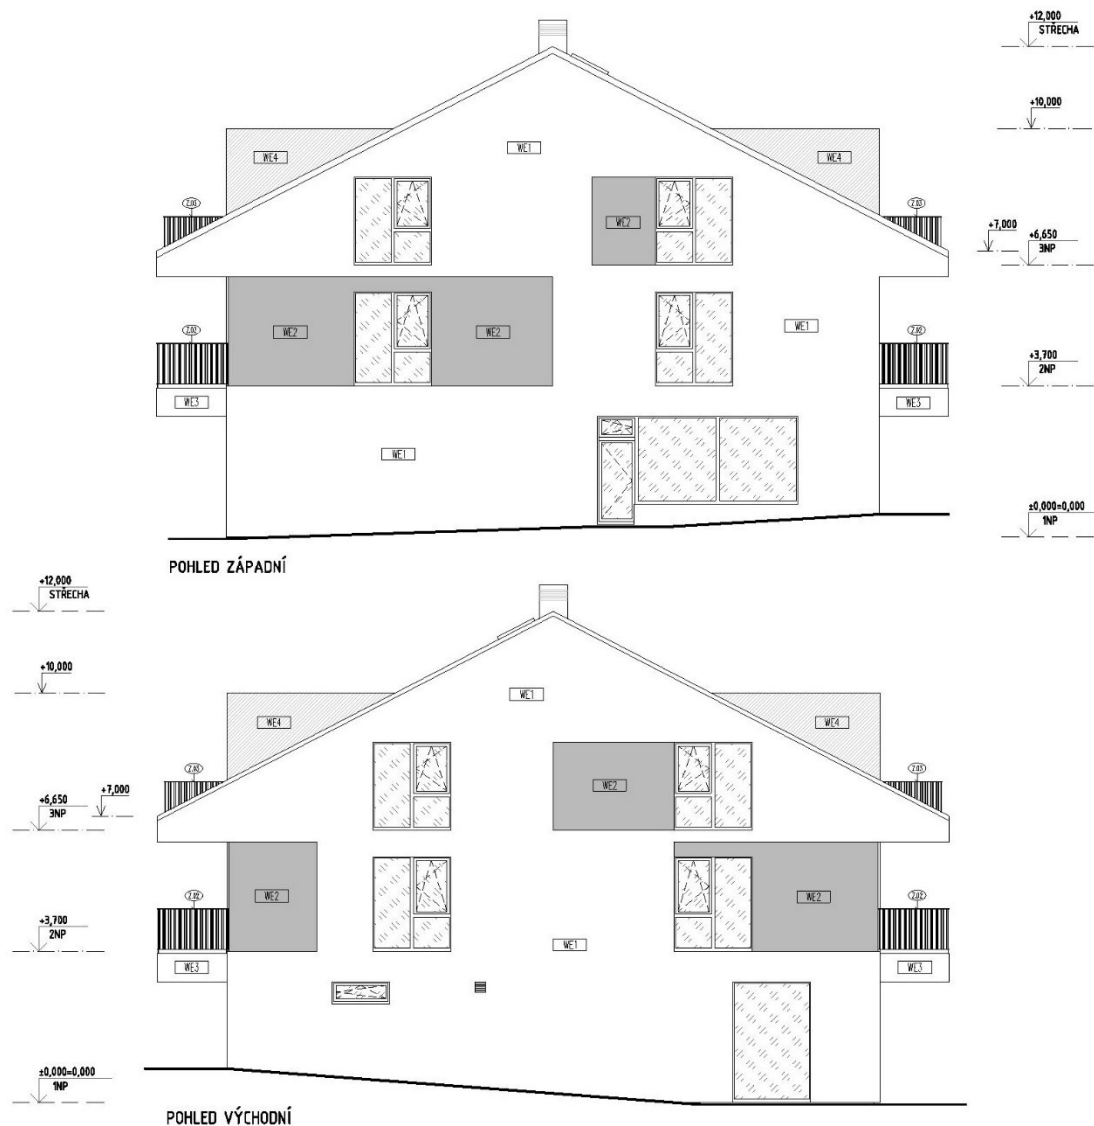 +12,000
STŘECHA
+10,000
WE1
WE4
WE4
Z.03
Z.03
WE2
+7,000
+6,650
3NP
Z.02
WE2
WE2
WE1
Z.02
+3,700
2NP
WE3
WE3
WE1
±0,000=0,000
1NP
POHLED ZÁPADNÍ
+12,000
STŘECHA
+10,000
WE1
WE4
WE4
Z.03
Z.03
+7,000
+6,650
3NP
WE2
WE2
WE2
Z.02
Z.02
+3,700
2NP
WE1
WE3
WE3
±0,000=0,000
1NP
POHLED VÝCHODNÍ